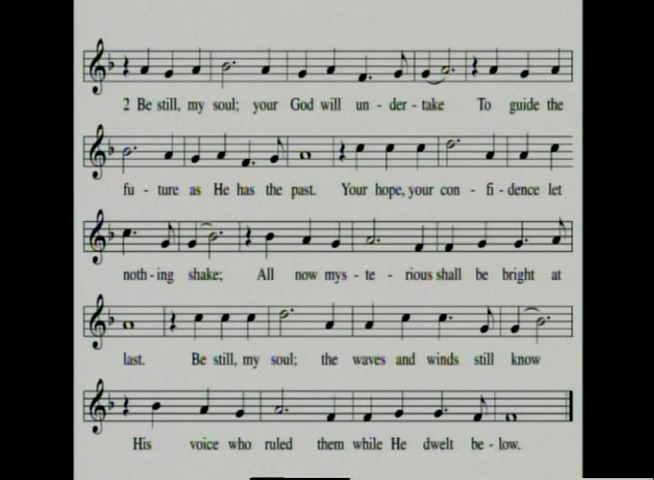 2 Be still, my soul; your God will un - der - take To guide the
fu - ture as He has the past. Your hope, your con - fi - dence let
noth - ing shake; All now mys - te - rious shall be bright at
last. Be still, my soul; the waves and winds still know
His voice who ruled them while He dwelt be - low.